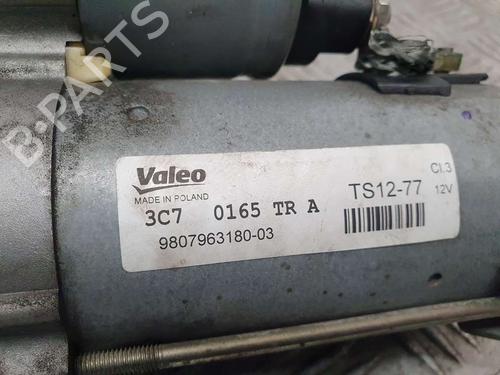 B-PARTS
Valeo
MADE IN POLAND
3C7 0165 TR A
9807963180-03
TS12-77
Cl.3
12V